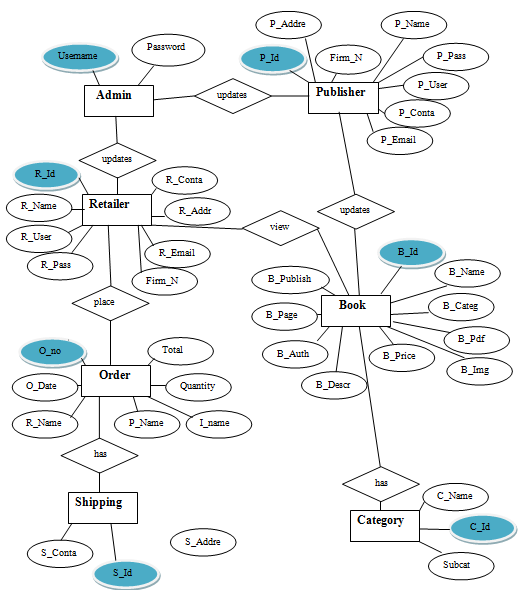 P_Addre
P_Name
Username
Password
P_Id
Firm_N
P_Pass
Admin
updates
Publisher
P_User
P_Conta
P_Email
updates
R_Id
R_Conta
R_Name
Retailer
R_Addr
updates
R_User
view
R_Email
B_Id
R_Pass
Firm_N
B_Publish
B_Name
place
Book
B_Categ
B_Page
B_Pdf
O_no
Total
B_Auth
B_Price
B_Img
Order
O_Date
Quantity
B_Descr
R_Name
P_Name
I_name
has
has
Shipping
C_Name
Category
C_Id
S_Addre
S_Conta
Subcat
S_Id